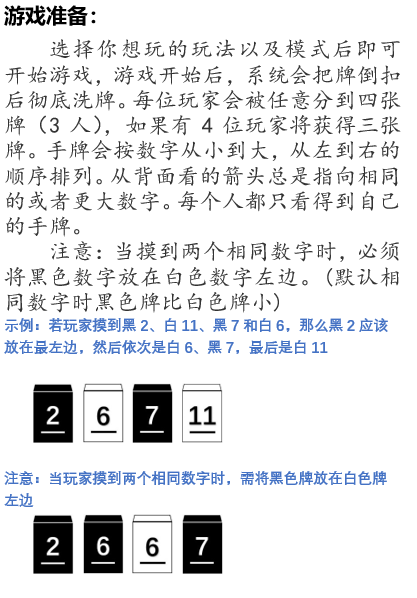 游戏准备：
选择你想玩的玩法以及模式后即可
开始游戏，游戏开始后，系统会把牌倒扣
后彻底洗牌。每位玩家会被任意分到四张
牌（3 人），如果有 4 位玩家将获得三张
牌。手牌会按数字从小到大，从左到右的
顺序排列。从背面看的箭头总是指向相同
的或者更大数字。每个人都只看得到自己
的手牌。
注意：当摸到两个相同数字时，必须
将黑色数字放在白色数字左边。(默认相
同数字时黑色牌比白色牌小)
示例：若玩家摸到黑 2、白 11、黑 7 和白 6，那么黑 2 应该
放在最左边，然后依次是白 6、黑 7，最后是白 11
2 6 7 11
注意：当玩家摸到两个相同数字时，需将黑色牌放在白色牌
左边
2 6 6 7